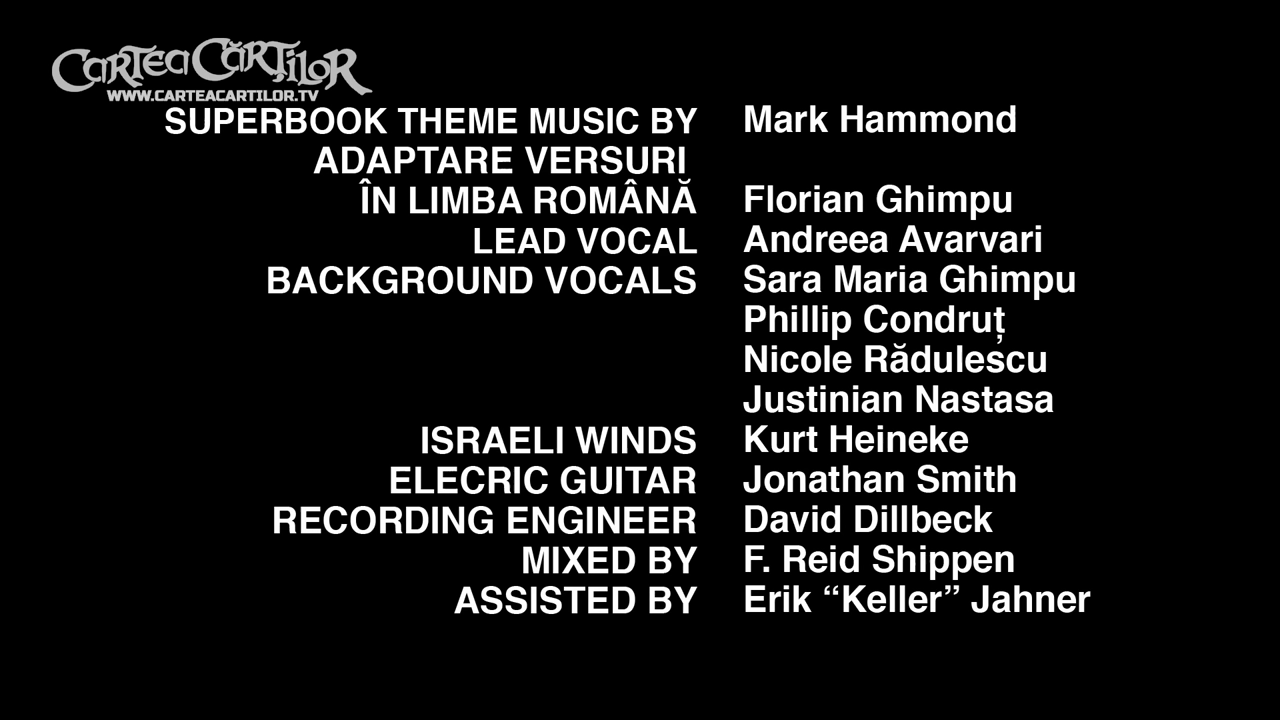 CARTEA CĂRȚILOR
WWW.CARTEACARTILOR.TV
SUPERBOOK THEME MUSIC BY Mark Hammond
ADAPTARE VERSURI
ÎN LIMBA ROMÂNĂ Florian Ghimpu
LEAD VOCAL Andreea Avarvari
BACKGROUND VOCALS Sara Maria Ghimpu
Phillip Condruț
Nicole Rădulescu
Justinian Nastasa
ISRAELI WINDS Kurt Heineke
ELECRIC GUITAR Jonathan Smith
RECORDING ENGINEER David Dillbeck
MIXED BY F. Reid Shippen
ASSISTED BY Erik “Keller” Jahner